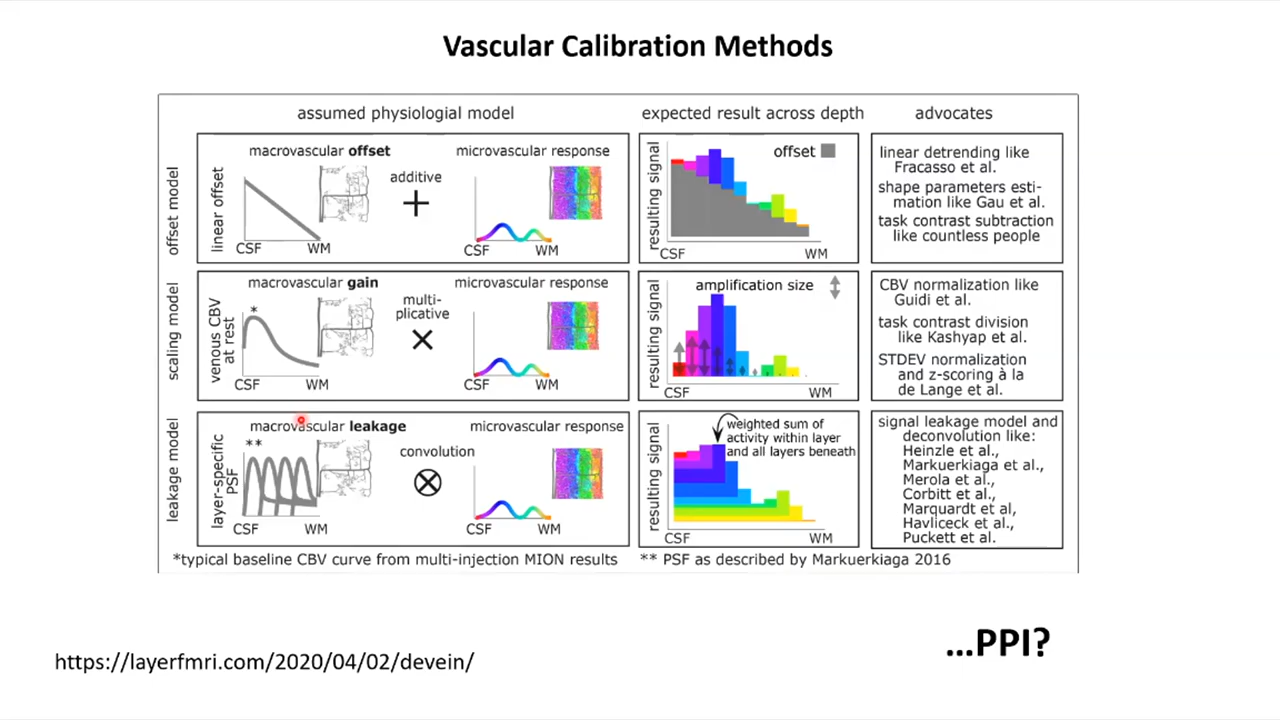 Vascular Calibration Methods
assumed physiologial model
expected result across depth
advocates
offset model
macrovascular offset
linear offset
CSF
WM
additive
+
microvascular response
CSF
WM
resulting signal
offset
CSF
WM
linear detrending like
Fracasso et al.
shape parameters esti-
mation like Gau et al.
task contrast subtraction
like countless people
scaling model
macrovascular gain
venous CBV
at rest
*
CSF
WM
multi-
plicative
×
microvascular response
CSF
WM
resulting signal
amplification size
CSF
WM
CBV normalization like
Guidi et al.
task contrast division
like Kashyap et al.
STDEV normalization
and z-scoring à la
de Lange et al.
leakage model
macrovascular leakage
layer-specific
PSF
**
CSF
WM
convolution
⊗
microvascular response
CSF
WM
resulting signal
weighted sum of
activity within layer
and all layers beneath
CSF
WM
signal leakage model and
deconvolution like:
Heinzle et al.,
Markuerkiaga et al.,
Merola et al.,
Corbitt et al.,
Marquardt et al,
Havliceck et al.,
Puckett et al.
*typical baseline CBV curve from multi-injection MION results
** PSF as described by Markuerkiaga 2016
...PPI?
https://layerfmri.com/2020/04/02/devein/